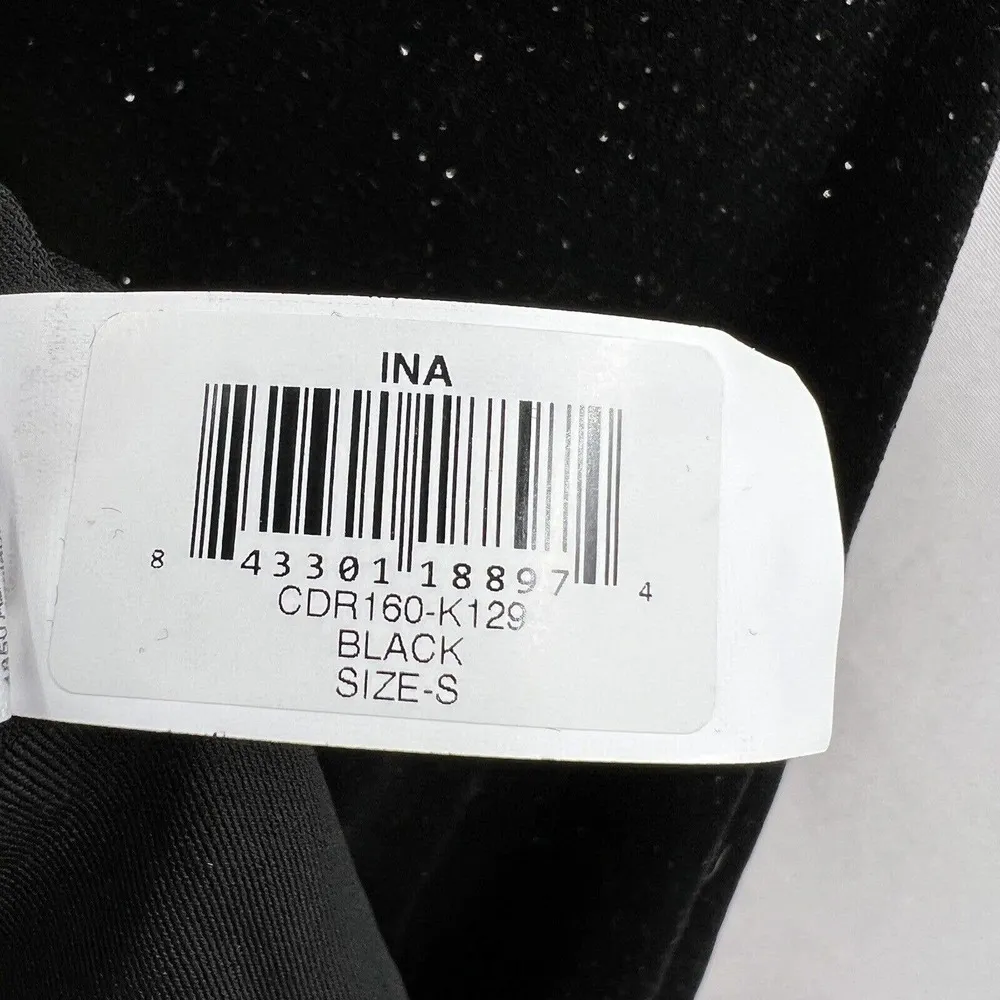 INA
8 43301 18897 4
CDR160-K129
BLACK
SIZE-S